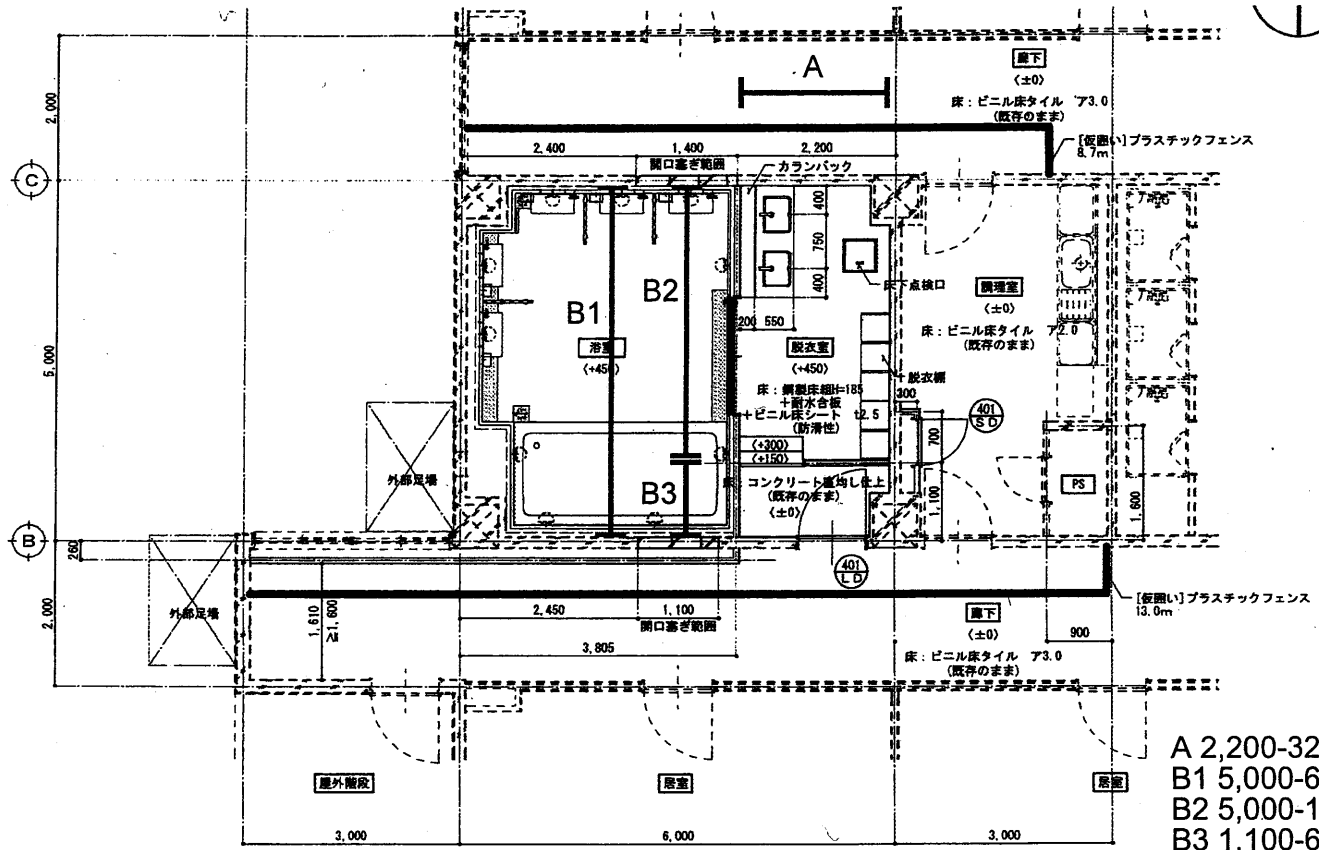 A
廊下
〈±0〉
床：ビニル床タイル ア3.0
(既存のまま)
[仮囲い]プラスチックフェンス
8.7m
2,000
2,400
1,400
2,200
開口塞ぎ範囲
カランバック
C
400
750
400
床下点検口
200
550
B1
B2
浴室
〈+450〉
脱衣室
〈+450〉
床：鋼製床組H=185
+耐水合板
+ビニル床シート t2.5
(防滑性)
脱衣棚
調理室
〈±0〉
床：ビニル床タイル ア2.0
(既存のまま)
300
401
SD
700
1,100
〈+300〉
〈+150〉
5,000
外部足場
B3
コンクリート直均し仕上
(既存のまま)
〈±0〉
PS
1,600
B
260
401
LD
外部足場
2,000
1,610
≧1,600
2,450
1,100
開口塞ぎ範囲
3,805
廊下
〈±0〉
床：ビニル床タイル ア3.0
(既存のまま)
900
[仮囲い]プラスチックフェンス
13.0m
屋外階段
居室
居室
3,000
6,000
3,000
A 2,200-32
B1 5,000-6
B2 5,000-1
B3 1,100-6